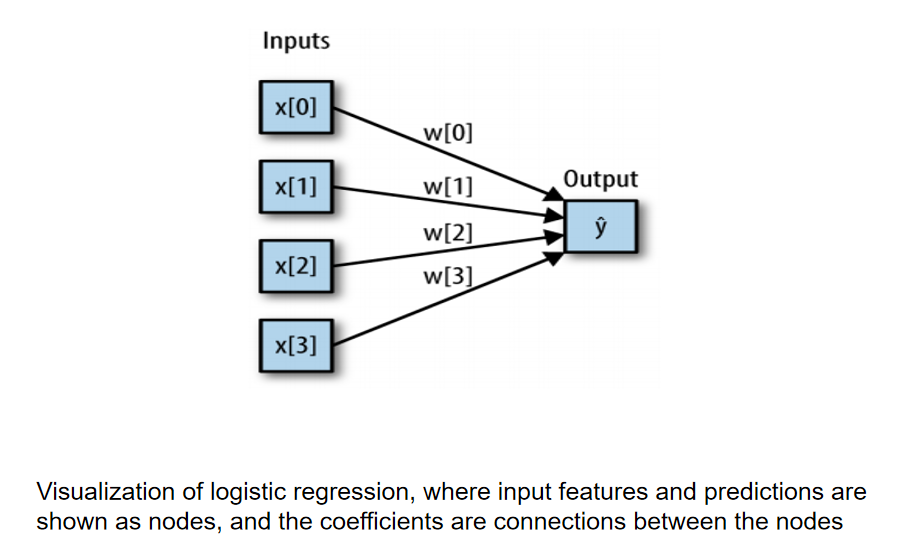 Inputs
x[0]
w[0]
x[1]
w[1]
Output
ŷ
w[2]
x[2]
w[3]
x[3]
Visualization of logistic regression, where input features and predictions are
shown as nodes, and the coefficients are connections between the nodes